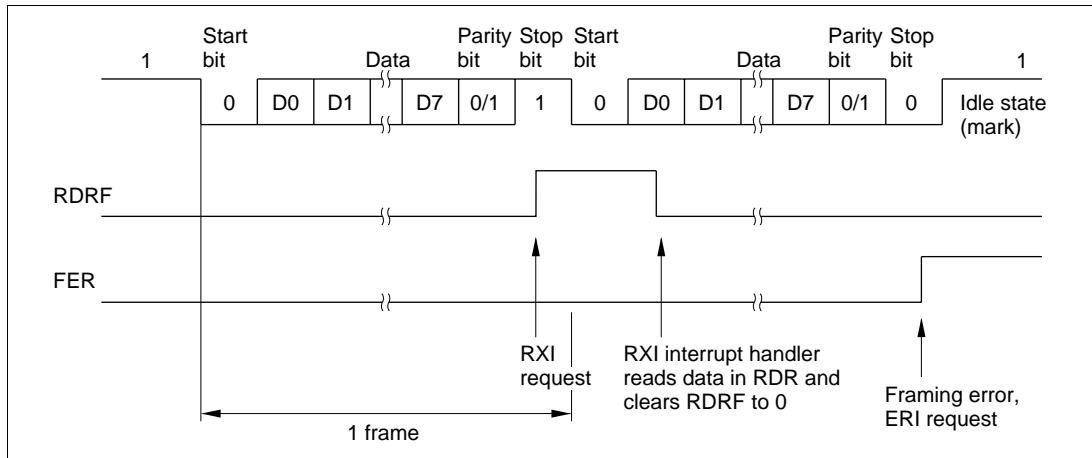 Start Parity Stop Start Parity Stop
1 bit Data bit bit bit Data bit bit 1
0 D0 D1 D7 0/1 1 0 D0 D1 D7 0/1 0 Idle state
(mark)
RDRF
FER
RXI
request
RXI interrupt handler
reads data in RDR and
clears RDRF to 0
Framing error,
ERI request
1 frame